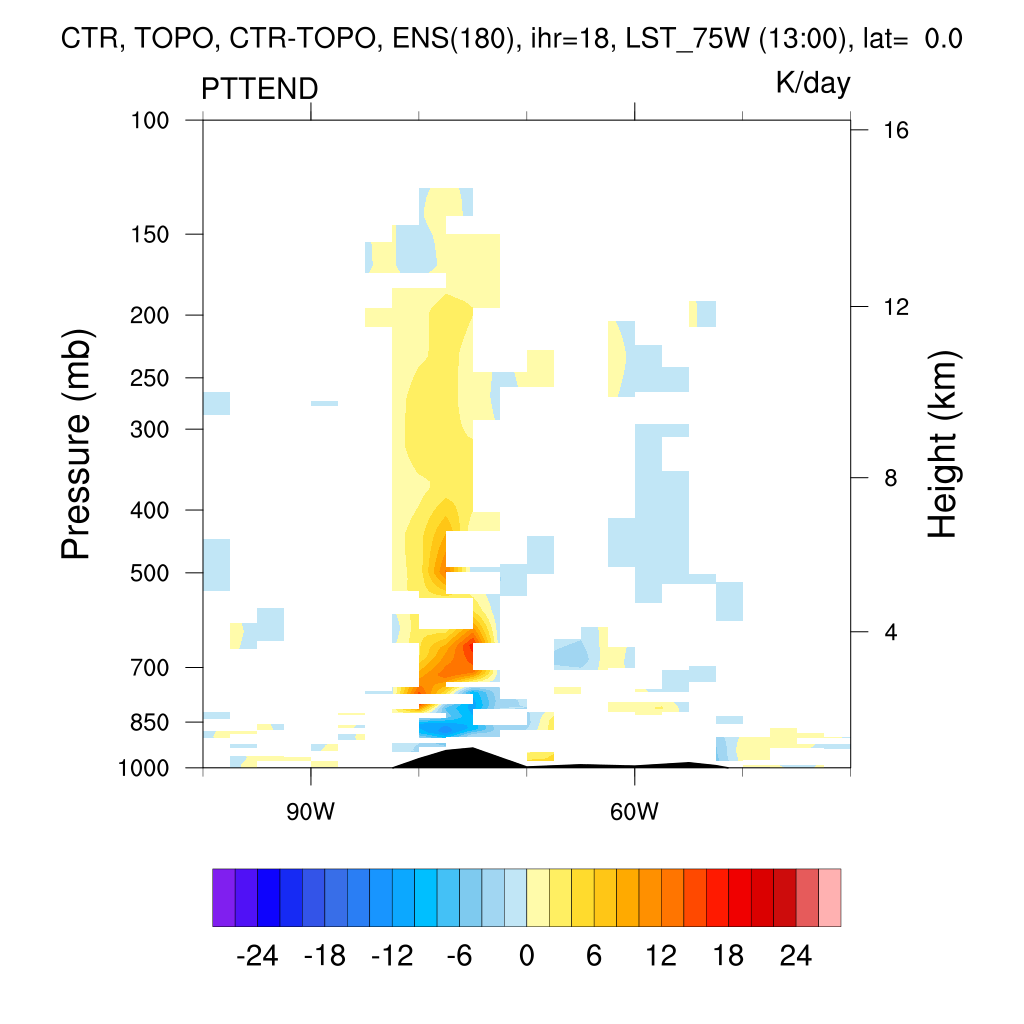 CTR, TOPO, CTR-TOPO, ENS(180), ihr=18, LST_75W (13:00), lat= 0.0
PTTEND K/day
100
150
200
250
300
400
500
700
850
1000
Pressure (mb)
16
12
8
4
Height (km)
90W 60W
-24 -18 -12 -6 0 6 12 18 24